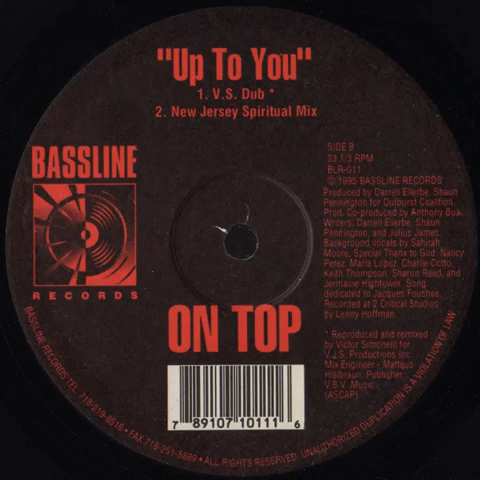 "Up To You"
1. V.S. Dub *
2. New Jersey Spiritual Mix
BASSLINE
RECORDS
SIDE B
33 1/3 RPM
BLR-011
© 1995 BASSLINE RECORDS
Produced by Darrell Ellerbe, Shaun
Pennington for Outburst Coalition.
Prod. Co-produced by Anthony Bua.
Writers: Darrell Ellerbe, Shaun
Pennington, and Julius James.
Background vocals by Sahirah
Moore, Special Thanx to God, Nancy
Perez, Maria Lopez, Charlie Cotto,
Keith Thompson, Sharon Reed, and
Jermaine Hightower. Song
dedicated to Jacques Foushee.
Recorded at 2 Critical Studies
by Lenny Hoffman.
ON TOP
* Reproduced and remixed
by Victor Simonelli for
V.J.S. Productions Inc.
Mix Engineer - Matteus
Publisher:
V.B.V. Music
(ASCAP)
7 89107 10111 6
BASSLINE RECORDS TEL 718-819-8518 • FAX 718-251-5889 • ALL RIGHTS RESERVED. UNAUTHORIZED DUPLICATION IS A VIOLATION OF LAW